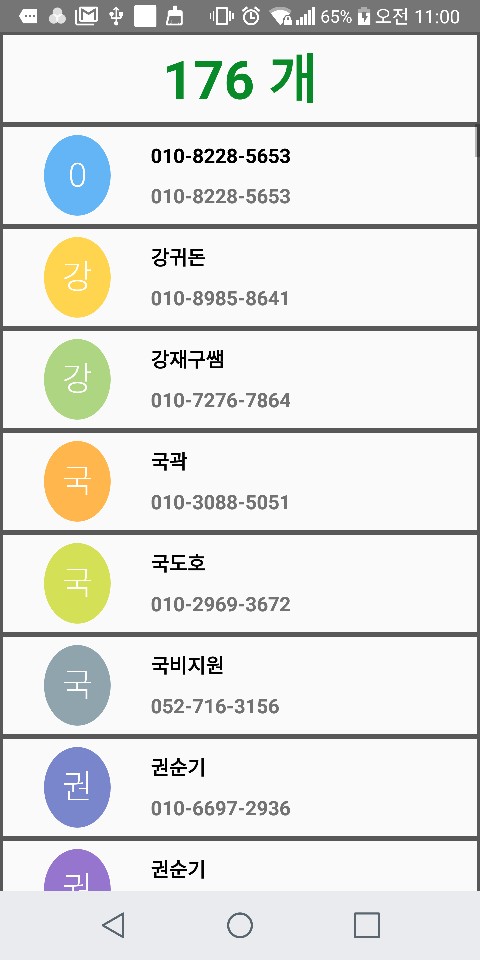 65% 오전 11:00
176 개
0
010-8228-5653
010-8228-5653
강
강귀돈
010-8985-8641
강
강재구쌤
010-7276-7864
국
국곽
010-3088-5051
국
국도호
010-2969-3672
국
국비지원
052-716-3156
권
권순기
010-6697-2936
권
권순기